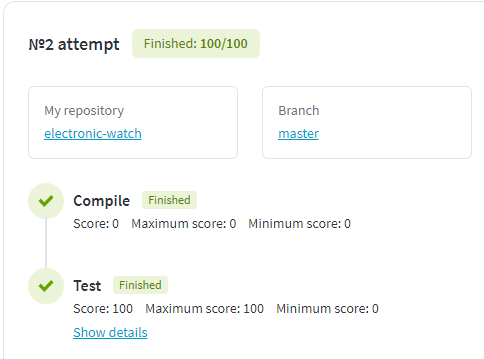 №2 attempt Finished: 100/100
My repository
electronic-watch
Branch
master
Compile Finished
Score: 0 Maximum score: 0 Minimum score: 0
Test Finished
Score: 100 Maximum score: 100 Minimum score: 0
Show details